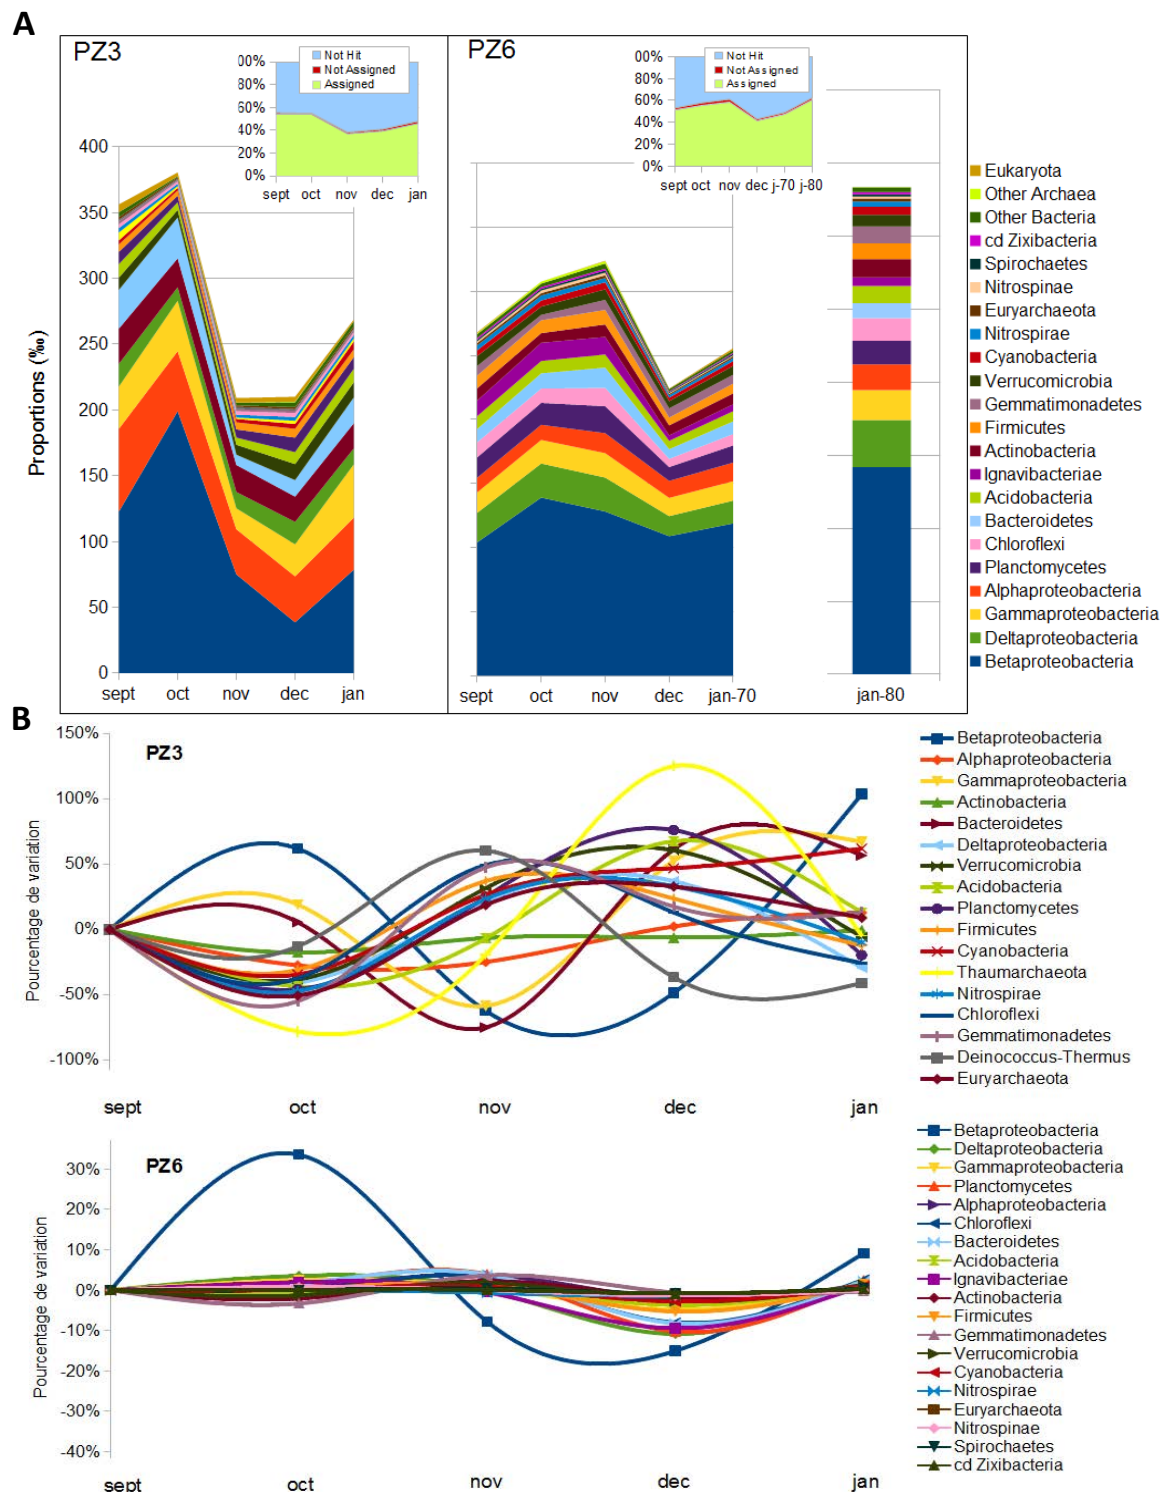 A
PZ3
PZ6
Not Hit
Not Assigned
Assigned
00%
80%
60%
40%
20%
0%
sept oct nov dec jan
Not Hit
Not Assigned
Assigned
00%
80%
60%
40%
20%
0%
sept oct nov dec j-70 j-80
Proportions (‰)
400
350
300
250
200
150
100
50
0
sept oct nov dec jan
sept oct nov dec jan-70
jan-80
Eukaryota
Other Archaea
Other Bacteria
cd Zixibacteria
Spirochaetes
Nitrospinae
Euryarchaeota
Nitrospirae
Cyanobacteria
Verrucomicrobia
Gemmatimonadetes
Firmicutes
Actinobacteria
Ignavibacteriae
Acidobacteria
Bacteroidetes
Chloroflexi
Planctomycetes
Alphaproteobacteria
Gammaproteobacteria
Deltaproteobacteria
Betaproteobacteria
B
PZ3
Pourcentage de variation
150%
100%
50%
0%
-50%
-100%
sept oct nov dec jan
Betaproteobacteria
Alphaproteobacteria
Gammaproteobacteria
Actinobacteria
Bacteroidetes
Deltaproteobacteria
Verrucomicrobia
Acidobacteria
Planctomycetes
Firmicutes
Cyanobacteria
Thaumarchaeota
Nitrospirae
Chloroflexi
Gemmatimonadetes
Deinococcus-Thermus
Euryarchaeota
PZ6
Pourcentage de variation
30%
20%
10%
0%
-10%
-20%
-30%
-40%
sept oct nov dec jan
Betaproteobacteria
Deltaproteobacteria
Gammaproteobacteria
Planctomycetes
Alphaproteobacteria
Chloroflexi
Bacteroidetes
Acidobacteria
Ignavibacteriae
Actinobacteria
Firmicutes
Gemmatimonadetes
Verrucomicrobia
Cyanobacteria
Nitrospirae
Euryarchaeota
Nitrospinae
Spirochaetes
cd Zixibacteria